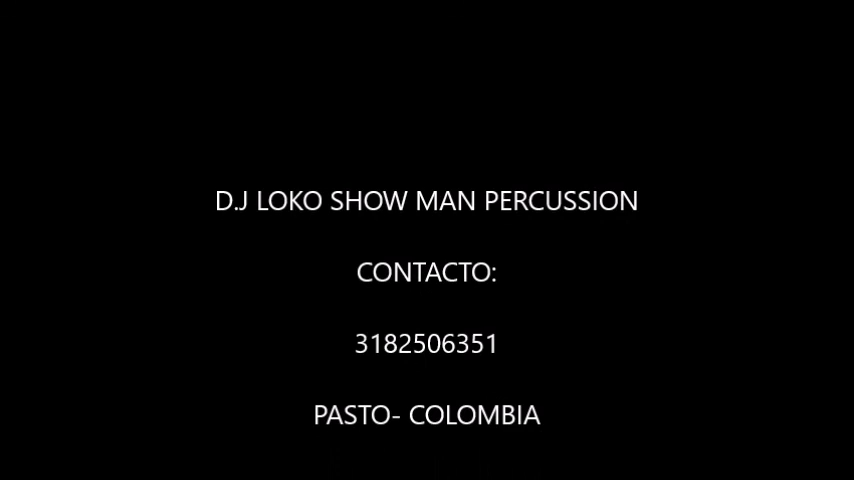 D.J LOKO SHOW MAN PERCUSSION
CONTACTO:
3182506351
PASTO- COLOMBIA